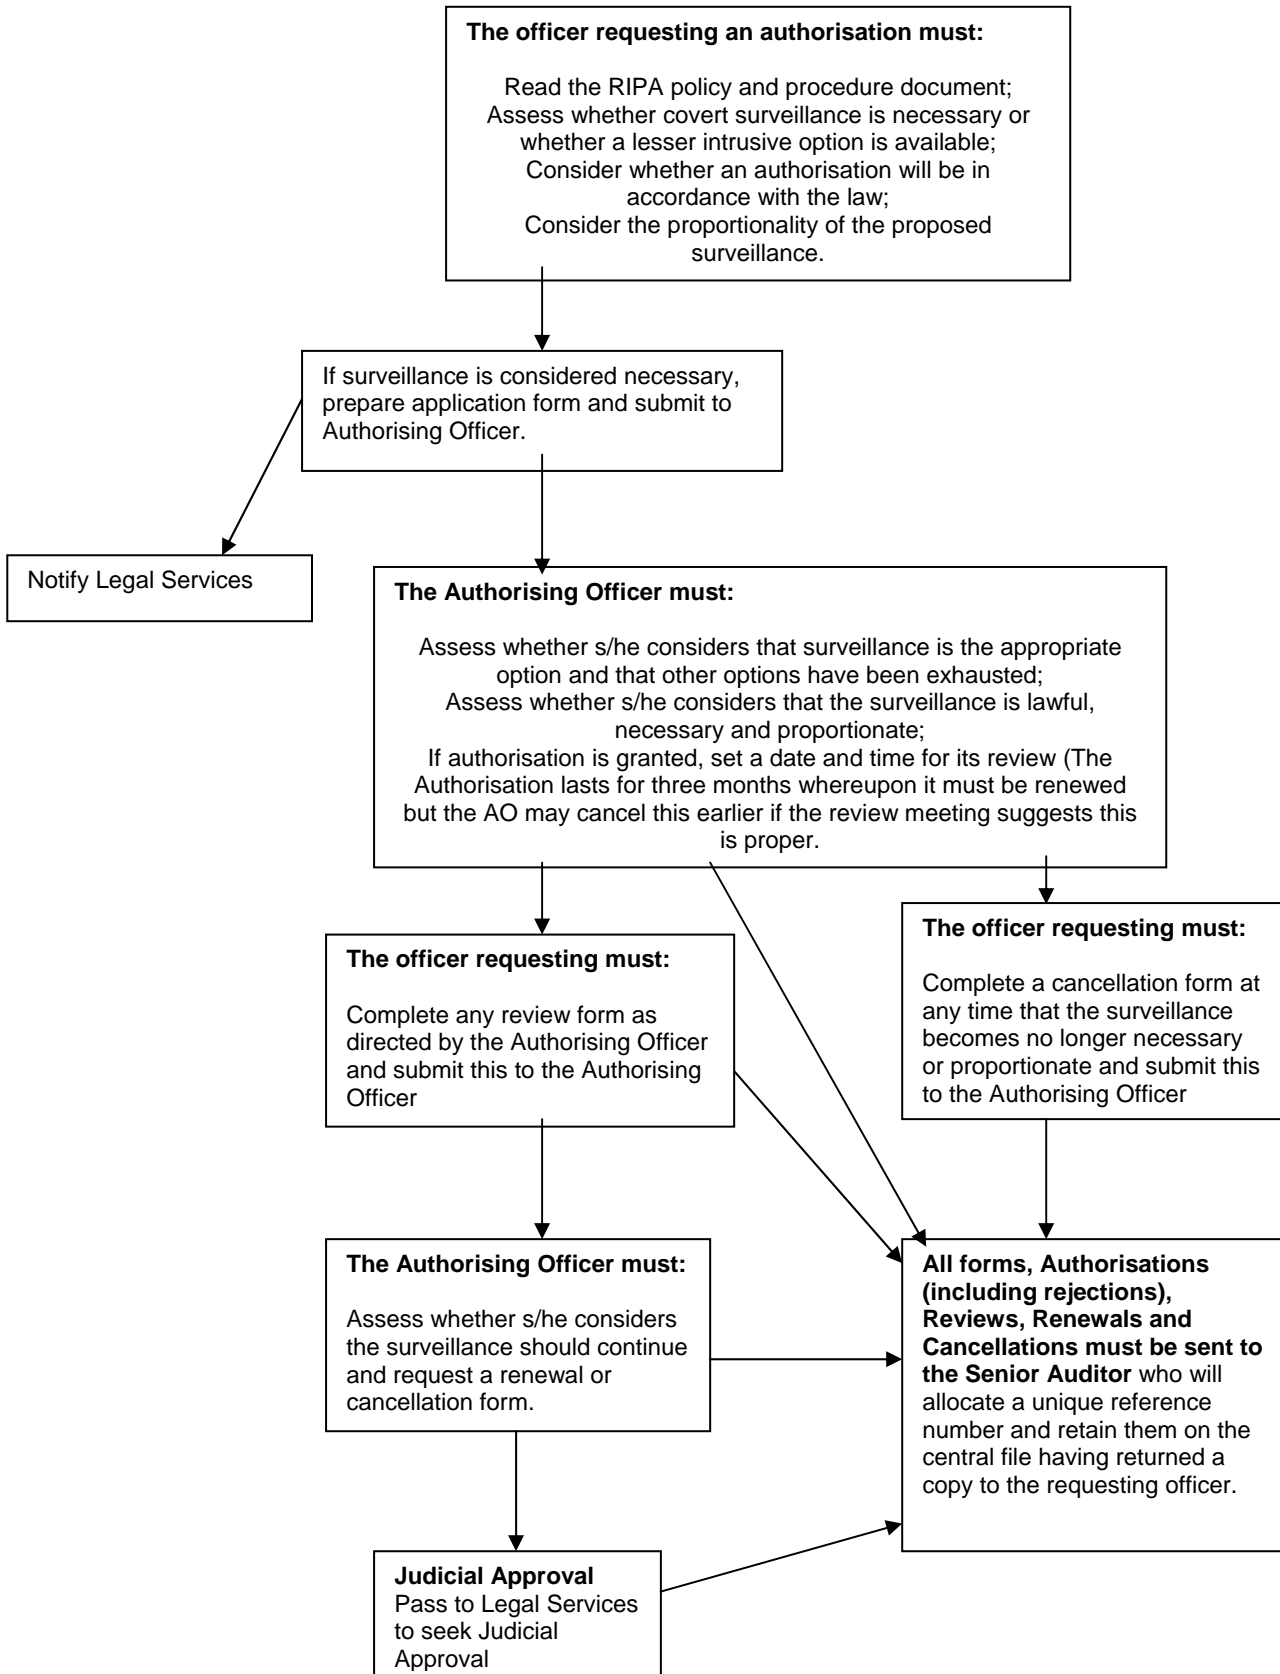 The officer requesting an authorisation must:
Read the RIPA policy and procedure document;
Assess whether covert surveillance is necessary or
whether a lesser intrusive option is available;
Consider whether an authorisation will be in
accordance with the law;
Consider the proportionality of the proposed
surveillance.
If surveillance is considered necessary,
prepare application form and submit to
Authorising Officer.
Notify Legal Services
The Authorising Officer must:
Assess whether s/he considers that surveillance is the appropriate
option and that other options have been exhausted;
Assess whether s/he considers that the surveillance is lawful,
necessary and proportionate;
If authorisation is granted, set a date and time for its review (The
Authorisation lasts for three months whereupon it must be renewed
but the AO may cancel this earlier if the review meeting suggests this
is proper.
The officer requesting must:
Complete any review form as
directed by the Authorising Officer
and submit this to the Authorising
Officer
The officer requesting must:
Complete a cancellation form at
any time that the surveillance
becomes no longer necessary
or proportionate and submit this
to the Authorising Officer
The Authorising Officer must:
Assess whether s/he considers
the surveillance should continue
and request a renewal or
cancellation form.
All forms, Authorisations
(including rejections),
Reviews, Renewals and
Cancellations must be sent to
the Senior Auditor who will
allocate a unique reference
number and retain them on the
central file having returned a
copy to the requesting officer.
Judicial Approval
Pass to Legal Services
to seek Judicial
Approval